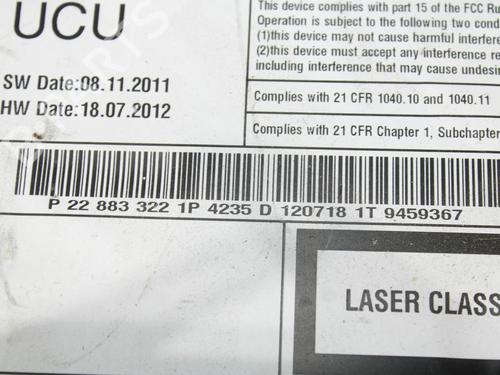 UCU
SW Date:08.11.2011
HW Date:18.07.2012
This device complies with part 15 of the FCC Ru
Operation is subject to the following two cond
(1)this device may not cause harmful interfere
(2)this device must accept any interference re
including interference that may cause undesir
Complies with 21 CFR 1040.10 and 1040.11
Complies with 21 CFR Chapter 1, Subchapter
P 22 883 322 1P 4235 D 120718 1T 9459367
LASER CLASS